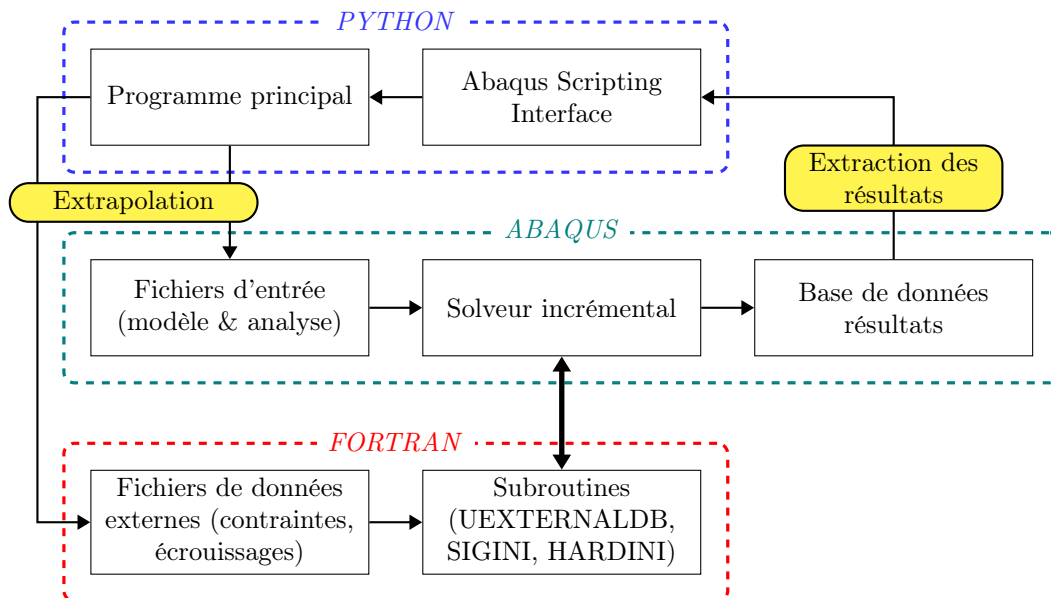 PYTHON
Programme principal
Abaqus Scripting
Interface
Extrapolation
Extraction des
résultats
ABAQUS
Fichiers d'entrée
(modèle & analyse)
Solveur incrémental
Base de données
résultats
FORTRAN
Fichiers de données
externes (contraintes,
écrouissages)
Subroutines
(UEXTERNALDB,
SIGINI, HARDINI)